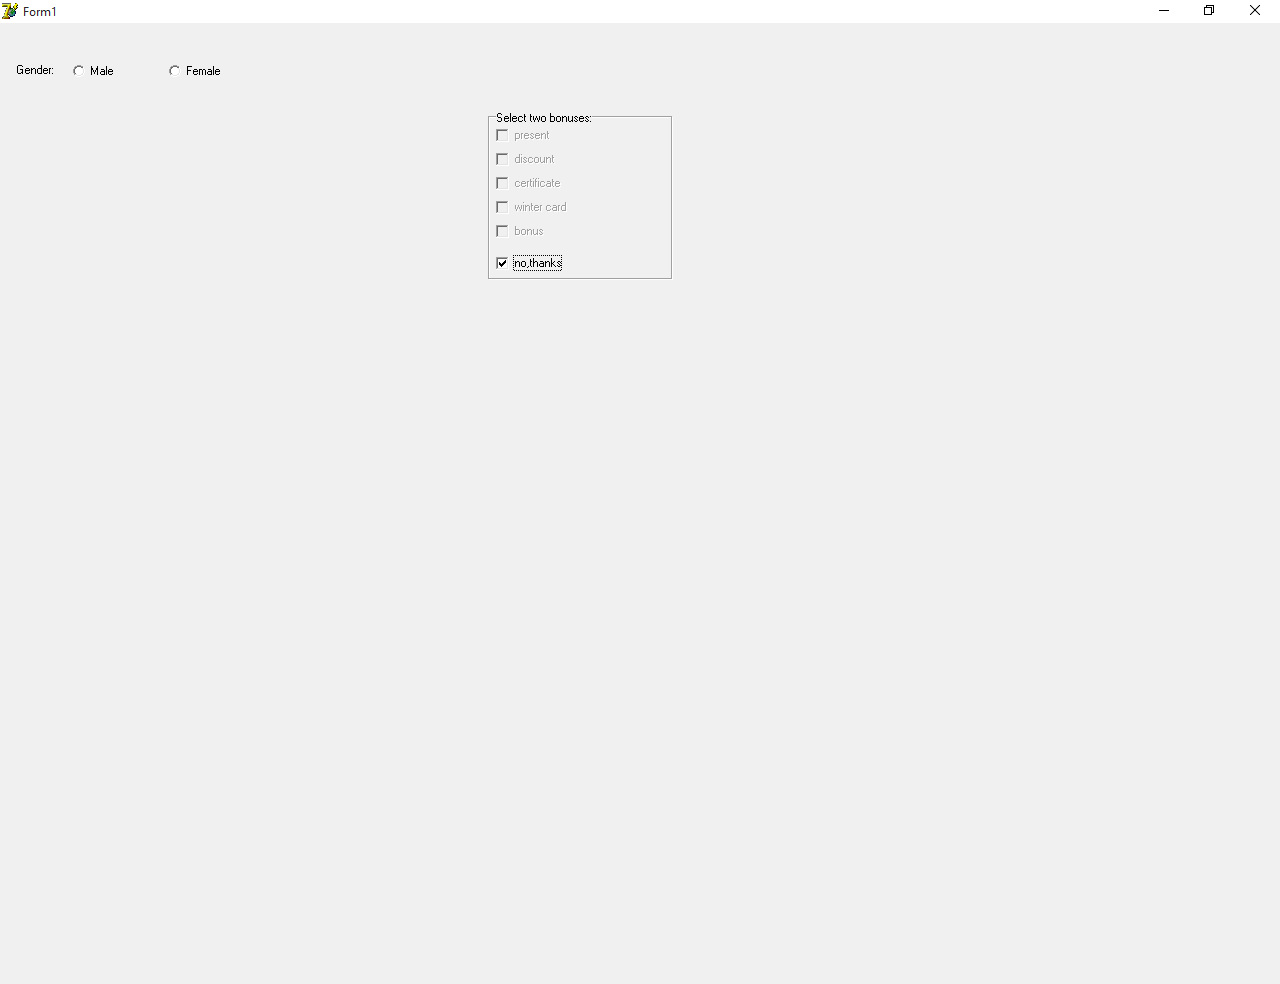 Form1
Gender: Male Female
Select two bonuses:
present
discount
certificate
winter card
bonus
no,thanks